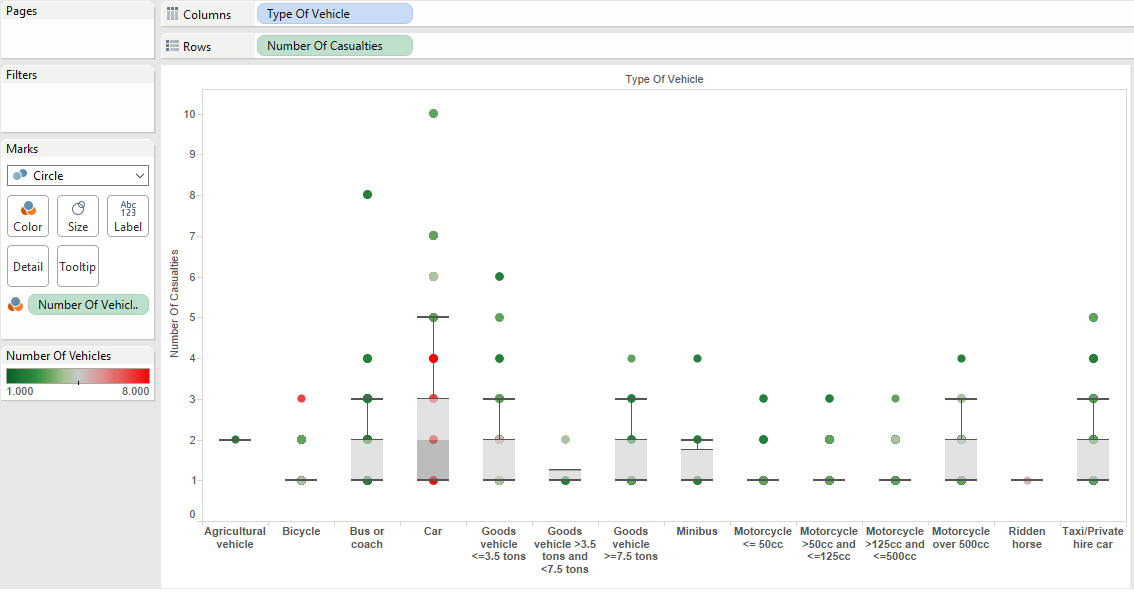 Pages
Columns
Type Of Vehicle
Rows
Number Of Casualties
Filters
Marks
Circle
Color
Size
Abc
123
Label
Detail
Tooltip
Number Of Vehicl..
Number Of Vehicles
1.000
8.000
Type Of Vehicle
Number Of Casualties
10
9
8
7
6
5
4
3
2
1
0
Agricultural
vehicle
Bicycle
Bus or
coach
Car
Goods
vehicle
<=3.5 tons
Goods
vehicle >3.5
tons and
<7.5 tons
Goods
vehicle
>=7.5 tons
Minibus
Motorcycle
<= 50cc
Motorcycle
>50cc and
<=125cc
Motorcycle
>125cc and
<=500cc
Motorcycle
over 500cc
Ridden
horse
Taxi/Private
hire car